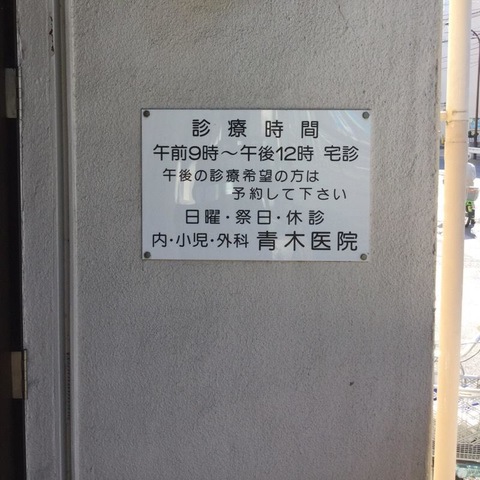 診療時間
午前9時～午後12時 宅診
午後の診療希望の方は
予約して下さい
日曜・祭日・休診
内・小児・外科 青木医院